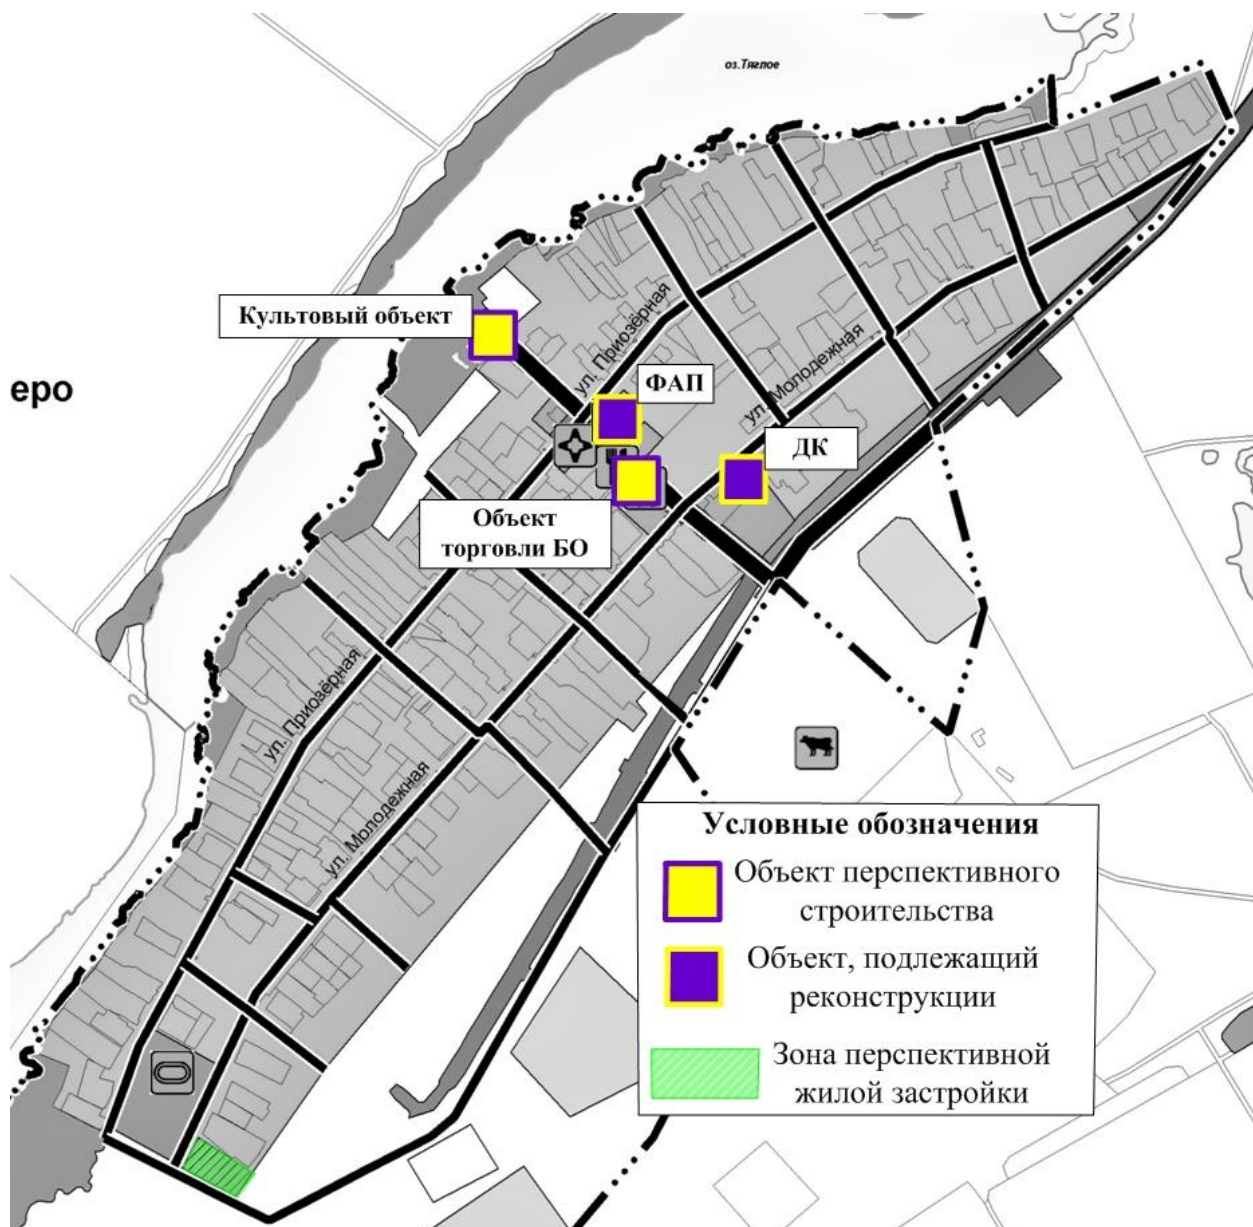 оз.Тяглое
Культовый объект
еро
ул. Приозёрная
ФАП
ул. Молодежная
ДК
Объект
торговли БО
ул. Приозёрная
ул. Молодежная
Условные обозначения
Объект перспективного
строительства
Объект, подлежащий
реконструкции
Зона перспективной
жилой застройки